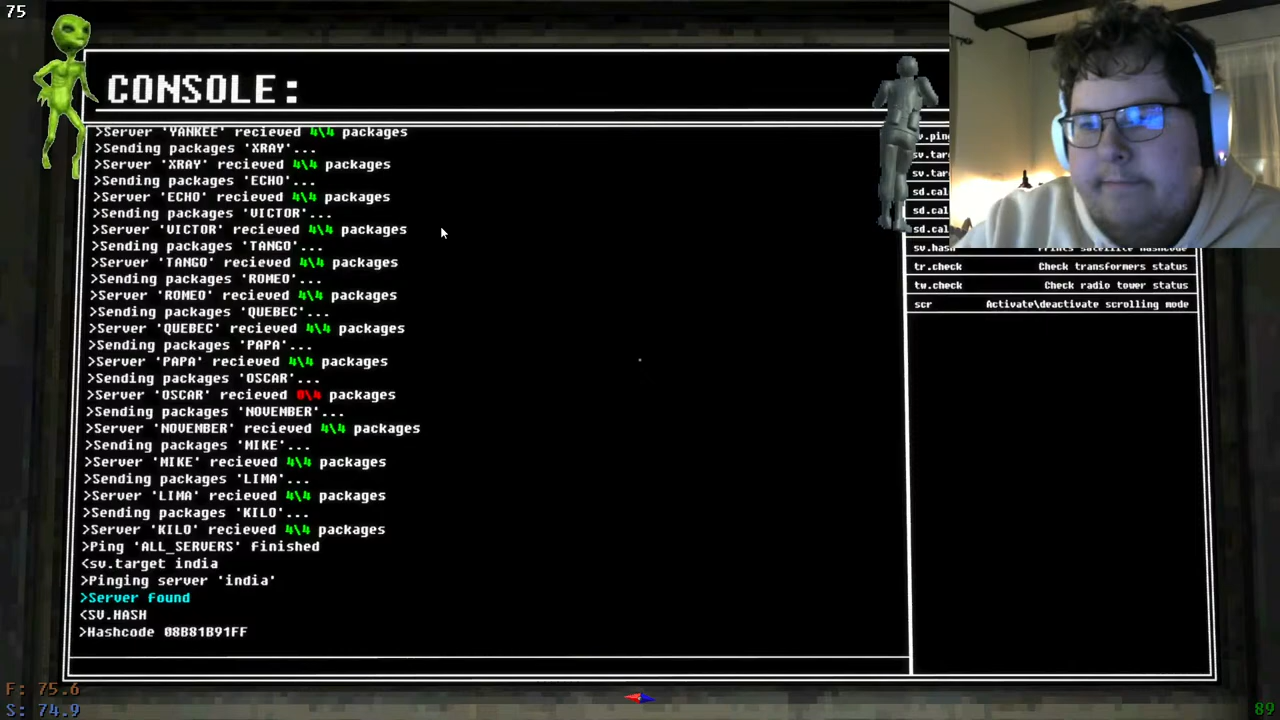 75
CONSOLE:
>Server 'YANKEE' recieved 4\4 packages
>Sending packages 'XRAY'...
>Server 'XRAY' recieved 4\4 packages
>Sending packages 'ECHO'...
>Server 'ECHO' recieved 4\4 packages
>Sending packages 'VICTOR'...
>Server 'VICTOR' recieved 4\4 packages
>Sending packages 'TANGO'...
>Server 'TANGO' recieved 4\4 packages
>Sending packages 'ROMEO'...
>Server 'ROMEO' recieved 4\4 packages
>Sending packages 'QUEBEC'...
>Server 'QUEBEC' recieved 4\4 packages
>Sending packages 'PAPA'...
>Server 'PAPA' recieved 4\4 packages
>Sending packages 'OSCAR'...
>Server 'OSCAR' recieved 0\4 packages
>Sending packages 'NOVEMBER'...
>Server 'NOVEMBER' recieved 4\4 packages
>Sending packages 'MIKE'...
>Server 'MIKE' recieved 4\4 packages
>Sending packages 'LIMA'...
>Server 'LIMA' recieved 4\4 packages
>Sending packages 'KILO'...
>Server 'KILO' recieved 4\4 packages
>Ping 'ALL_SERVERS' finished
<sv.target india
>Pinging server 'india'
>Server found
<SV.HASH
>Hashcode 08B81B91FF
sv.hash
tr.check Check transformers status
tw.check Check radio tower status
scr Activate\deactivate scrolling mode
F: 75.6
S: 74.9
89